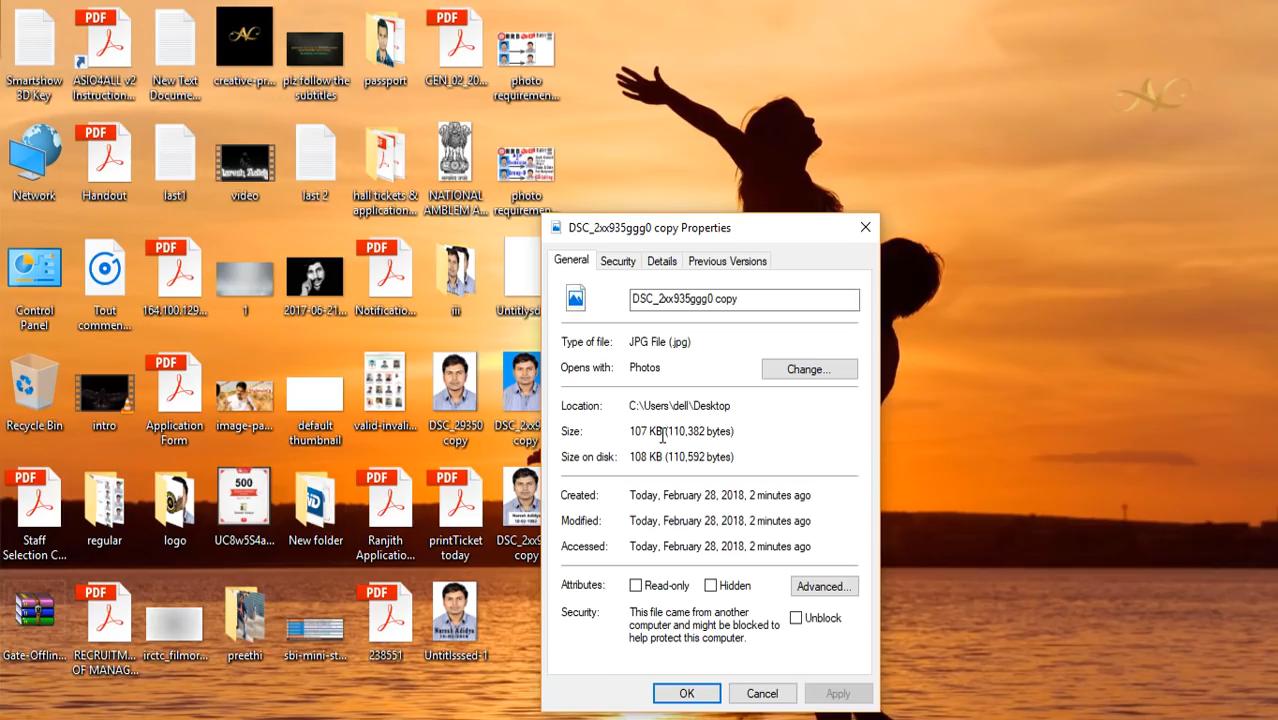 Smartshow
3D Key
PDF
ASIO4ALL v2
Instruction...
New Text
Docume...
creative-pr...
plz follow the
subtitles
passport
PDF
CEN_02_20...
photo
requiremen...
Network
PDF
Handout
last1
video
last 2
hall tickets &
application...
NATIONAL
AMBLEM A...
photo
requiremen...
Control
Panel
Tout
commen...
PDF
164.100.129...
1
2017-06-21...
PDF
Notificatio...
iii
Untitlysd
Recycle Bin
intro
PDF
Application
Form
image-pa...
default
thumbnail
valid-invali...
DSC_29350
copy
DSC_2xx9
copy
PDF
Staff
Selection C...
regular
logo
500
UC8w5S4a...
New folder
PDF
Ranjith
Applicatio...
PDF
printTicket
today
Naresh Aditya
DSC_2xx9
copy
Gate-Offlin...
PDF
RECRUITM...
OF MANAG...
irctc_filmor...
preethi
sbi-mini-st...
PDF
238551
Untitlsssed-1
DSC_2xx935ggg0 copy Properties
General
Security
Details
Previous Versions
DSC_2xx935ggg0 copy
Type of file: JPG File (.jpg)
Opens with: Photos
Change...
Location: C:\Users\dell\Desktop
Size: 107 KB (110,382 bytes)
Size on disk: 108 KB (110,592 bytes)
Created: Today, February 28, 2018, 2 minutes ago
Modified: Today, February 28, 2018, 2 minutes ago
Accessed: Today, February 28, 2018, 2 minutes ago
Attributes: Read-only Hidden
Advanced...
Security: This file came from another
computer and might be blocked to
help protect this computer.
Unblock
OK
Cancel
Apply